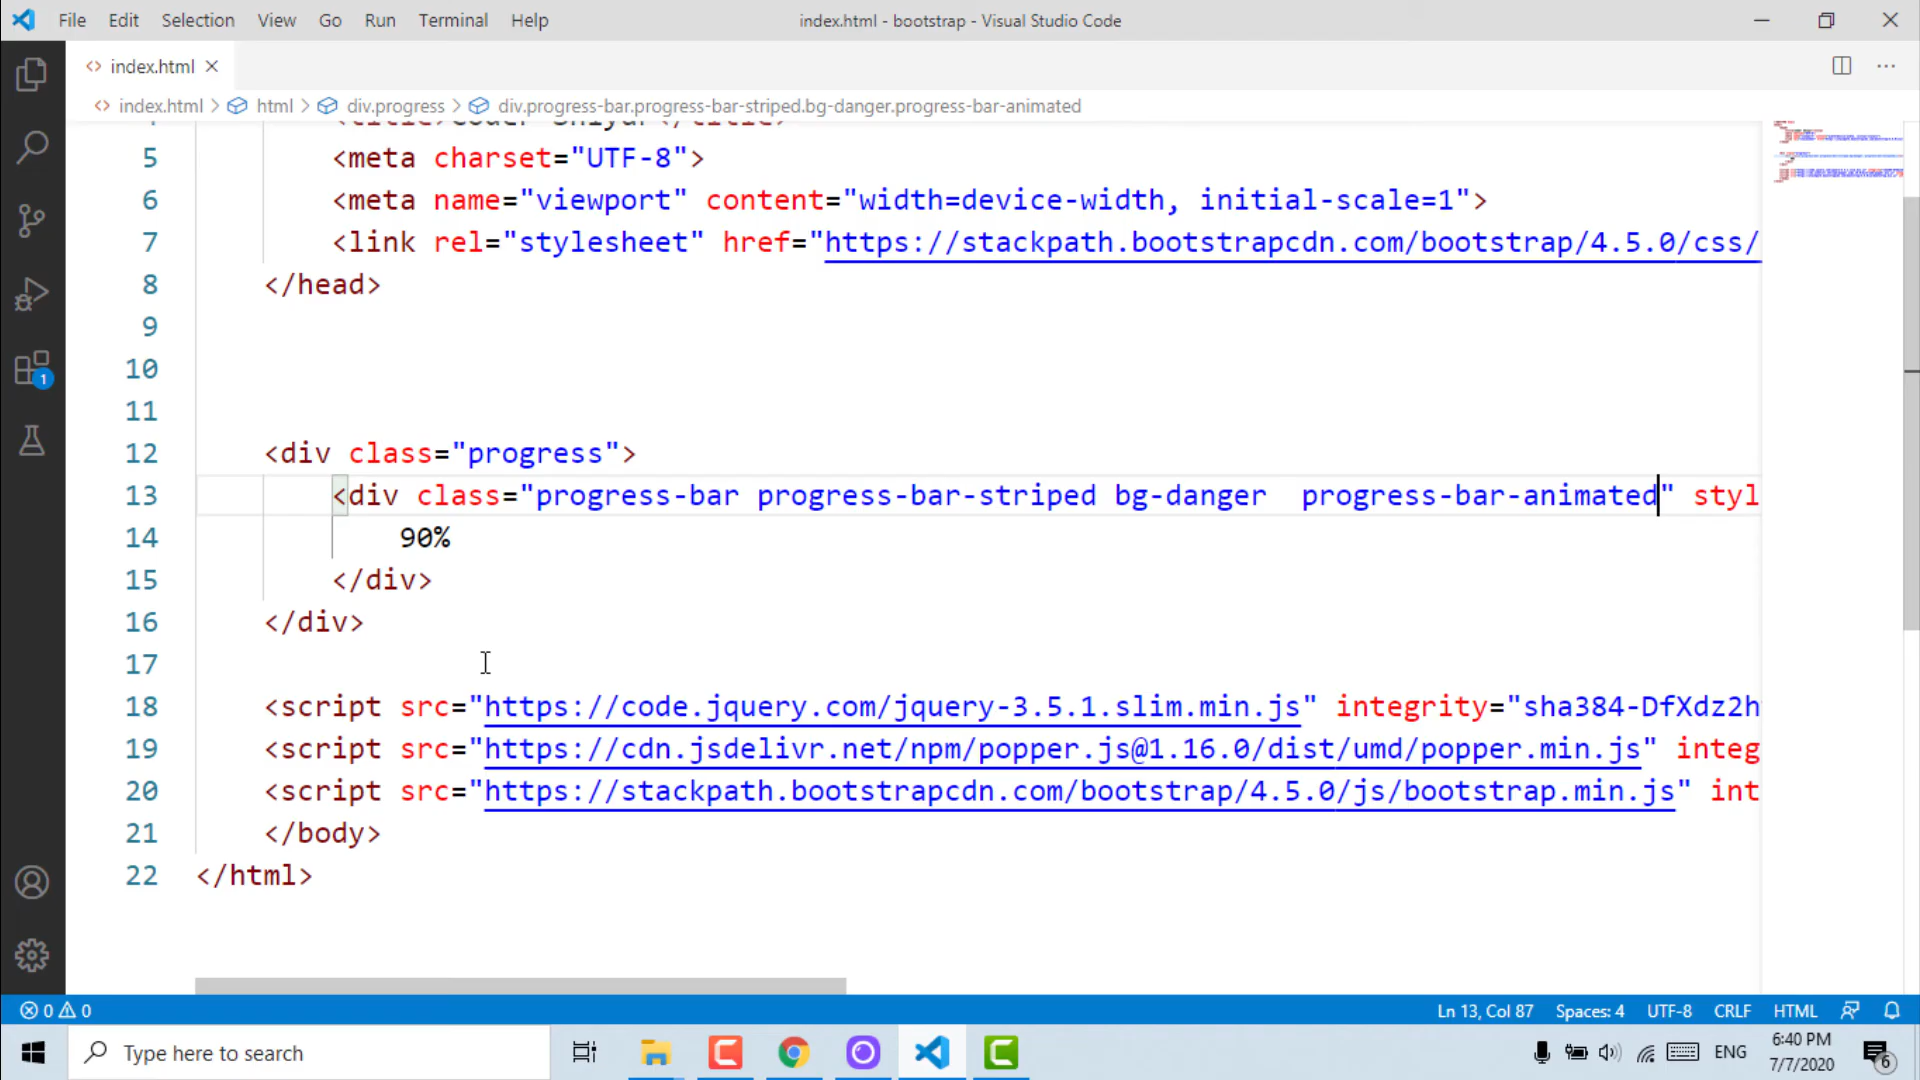 File Edit Selection View Go Run Terminal Help index.html - bootstrap - Visual Studio Code
index.html
index.html > html > div.progress > div.progress-bar.progress-bar-striped.bg-danger.progress-bar-animated
5 <meta charset="UTF-8">
6 <meta name="viewport" content="width=device-width, initial-scale=1">
7 <link rel="stylesheet" href="https://stackpath.bootstrapcdn.com/bootstrap/4.5.0/css/
8 </head>
9
10
11
12 <div class="progress">
13 <div class="progress-bar progress-bar-striped bg-danger  progress-bar-animated" styl
14 90%
15 </div>
16 </div>
17
18 <script src="https://code.jquery.com/jquery-3.5.1.slim.min.js" integrity="sha384-DfXdz2h
19 <script src="https://cdn.jsdelivr.net/npm/popper.js@1.16.0/dist/umd/popper.min.js" integ
20 <script src="https://stackpath.bootstrapcdn.com/bootstrap/4.5.0/js/bootstrap.min.js" int
21 </body>
22 </html>
1
0 0 Ln 13, Col 87 Spaces: 4 UTF-8 CRLF HTML
Type here to search
ENG
6:40 PM
7/7/2020
6